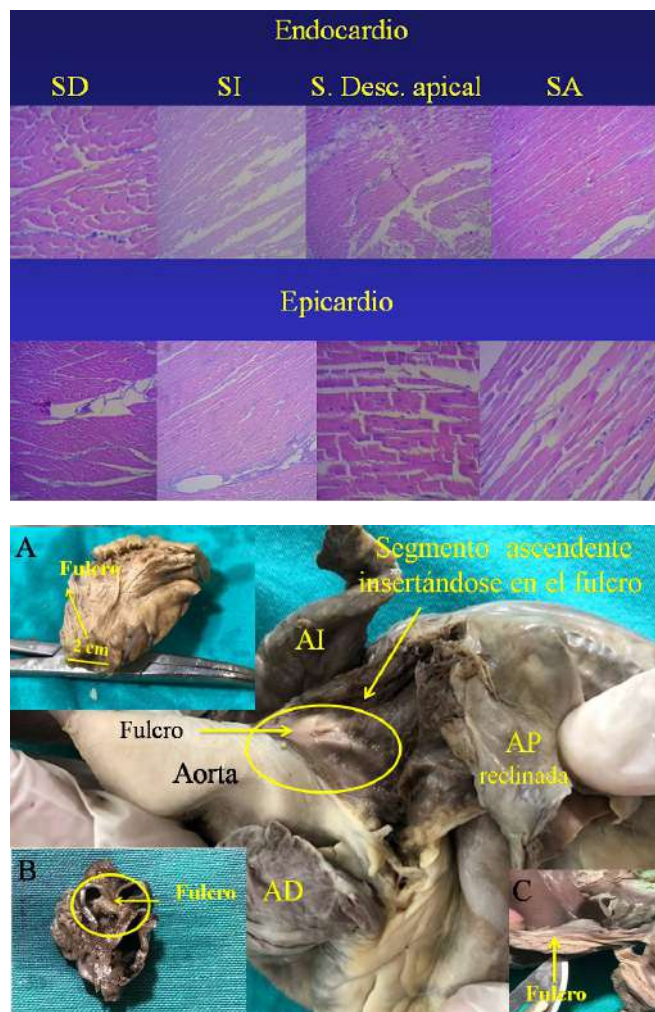 Endocardio
SD SI S. Desc. apical SA
Epicardio
A
Fulcro
2 cm
Segmento ascendente
insertándose en el fulcro
AI
Fulcro
Aorta
AP
reclinada
B
Fulcro
AD
C
Fulcro